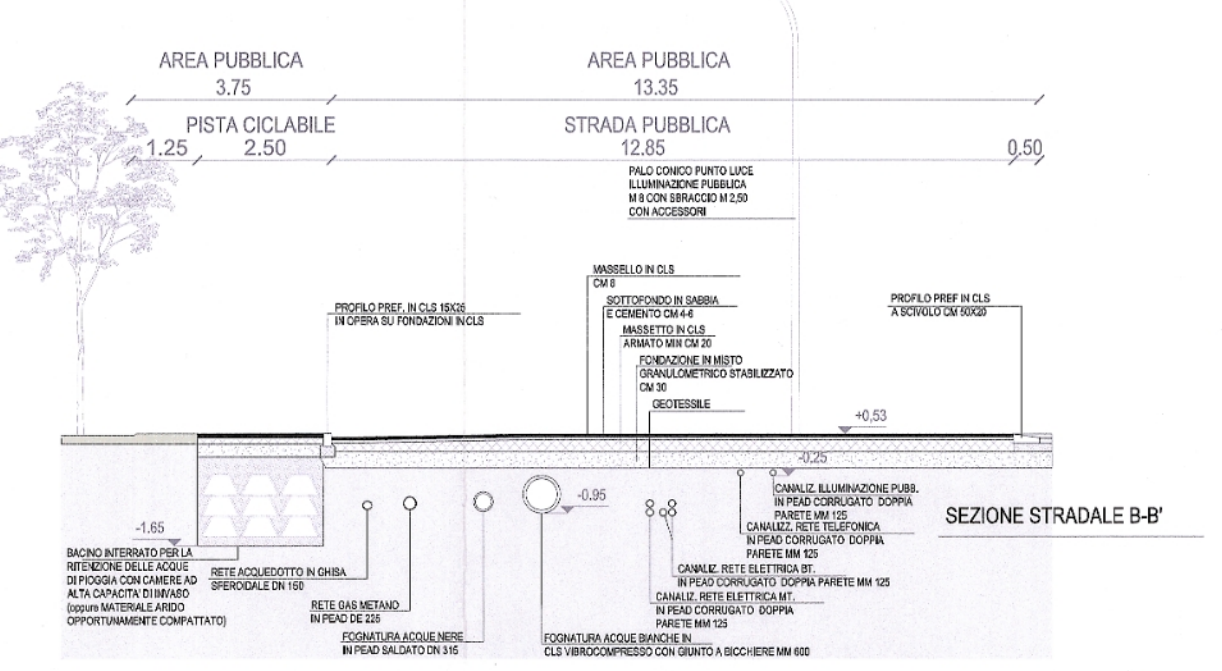 AREA PUBBLICA
3.75
AREA PUBBLICA
13.35
PISTA CICLABILE
1.25
2.50
STRADA PUBBLICA
12.85
0.50
PALO CONICO PUNTO LUCE
ILLUMINAZIONE PUBBLICA
M 8 CON SBRACCIO M 2,50
CON ACCESSORI
MASSELLO IN CLS
CM 8
SOTTOFONDO IN SABBIA
E CEMENTO CM 4-6
MASSETTO IN CLS
ARMATO MIN CM 20
FONDAZIONE IN MISTO
GRANULOMETRICO STABILIZZATO
CM 30
GEOTESSILE
PROFILO PREF. IN CLS 15X25
IN OPERA SU FONDAZIONI IN CLS
PROFILO PREF IN CLS
A SCIVOLO CM 50X20
+0,53
-0.25
-0.95
-1.65
CANALIZ. ILLUMINAZIONE PUBB.
IN PEAD CORRUGATO DOPPIA
PARETE MM 125
CANALIZZ. RETE TELEFONICA
IN PEAD CORRUGATO DOPPIA
PARETE MM 125
CANALIZ. RETE ELETTRICA BT.
IN PEAD CORRUGATO DOPPIA PARETE MM 125
CANALIZ. RETE ELETTRICA MT.
IN PEAD CORRUGATO DOPPIA
PARETE MM 125
SEZIONE STRADALE B-B'
BACINO INTERRATO PER LA
RITENZIONE DELLE ACQUE
DI PIOGGIA CON CAMERE AD
ALTA CAPACITA' DI INVASO
(oppure MATERIALE ARIDO
OPPORTUNAMENTE COMPATTATO)
RETE ACQUEDOTTO IN GHISA
SFEROIDALE DN 150
RETE GAS METANO
IN PEAD DE 225
FOGNATURA ACQUE NERE
IN PEAD SALDATO DN 315
FOGNATURA ACQUE BIANCHE IN
CLS VIBROCOMPRESSO CON GIUNTO A BICCHIERE MM 600